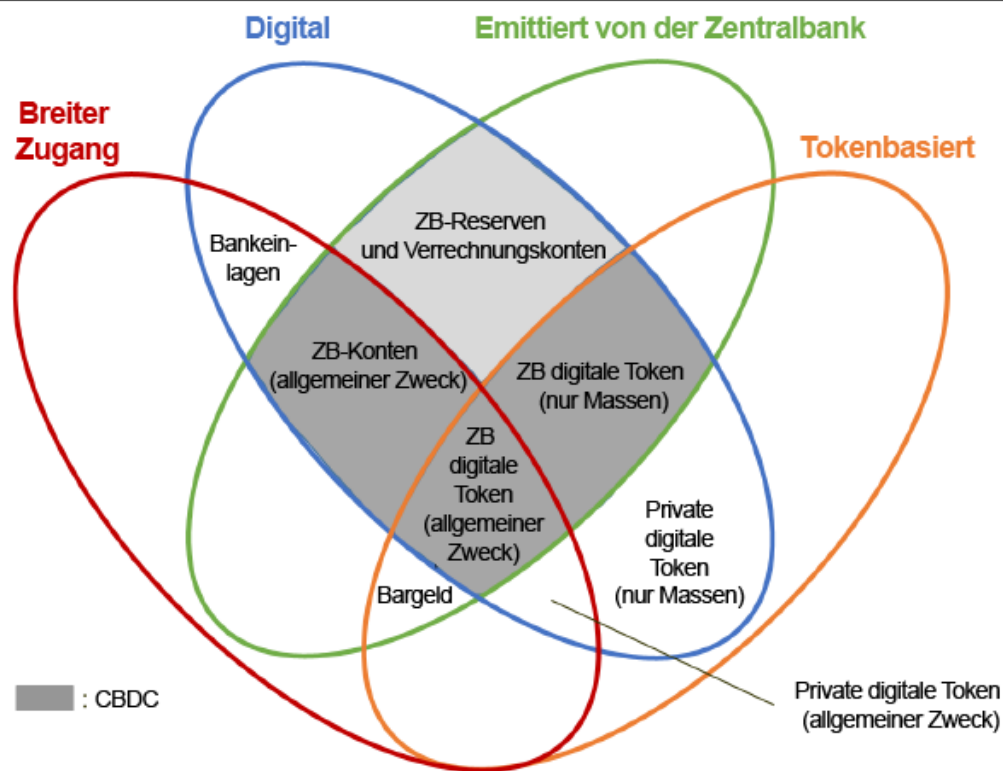 Digital
Emittiert von der Zentralbank
Breiter
Zugang
Tokenbasiert
ZB-Reserven
und Verrechnungskonten
Bankein-
lagen
ZB-Konten
(allgemeiner Zweck)
ZB digitale Token
(nur Massen)
ZB
digitale
Token
(allgemeiner
Zweck)
Private
digitale
Token
(nur Massen)
Bargeld
: CBDC
Private digitale Token
(allgemeiner Zweck)